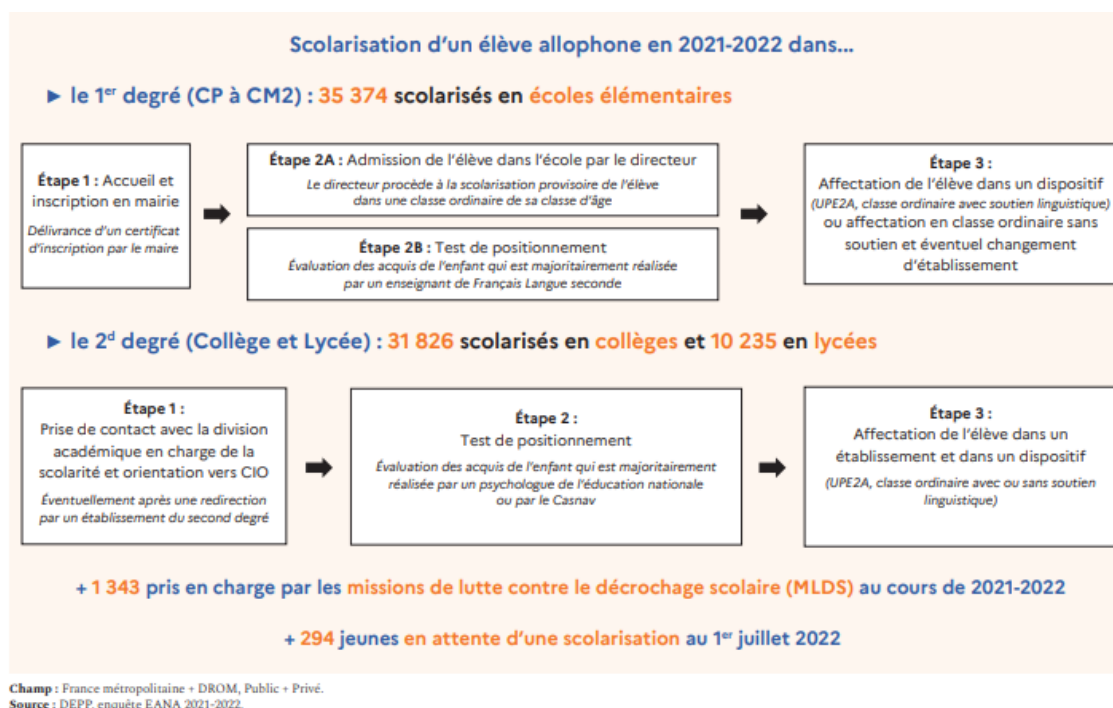 Scolarisation d'un élève allophone en 2021-2022 dans...
► le 1er degré (CP à CM2) : 35 374 scolarisés en écoles élémentaires
Étape 1 : Accueil et
inscription en mairie
Délivrance d'un certificat
d'inscription par le maire
Étape 2A : Admission de l'élève dans l'école par le directeur
Le directeur procède à la scolarisation provisoire de l'élève
dans une classe ordinaire de sa classe d'âge
Étape 2B : Test de positionnement
Évaluation des acquis de l'enfant qui est majoritairement réalisée
par un enseignant de Français Langue seconde
Étape 3 :
Affectation de l'élève dans un dispositif
(UPE2A, classe ordinaire avec soutien linguistique)
ou affectation en classe ordinaire sans
soutien et éventuel changement
d'établissement
► le 2d degré (Collège et Lycée) : 31 826 scolarisés en collèges et 10 235 en lycées
Étape 1 :
Prise de contact avec la division
académique en charge de la
scolarité et orientation vers CIO
Éventuellement après une redirection
par un établissement du second degré
Étape 2 :
Test de positionnement
Évaluation des acquis de l'enfant qui est majoritairement
réalisée par un psychologue de l'éducation nationale
ou par le Casnav
Étape 3 :
Affectation de l'élève dans un
établissement et dans un dispositif
(UPE2A, classe ordinaire avec ou sans soutien
linguistique)
+ 1 343 pris en charge par les missions de lutte contre le décrochage scolaire (MLDS) au cours de 2021-2022
+ 294 jeunes en attente d'une scolarisation au 1er juillet 2022
Champ : France métropolitaine + DROM, Public + Privé.
Source : DEPP, enquête EANA 2021-2022.